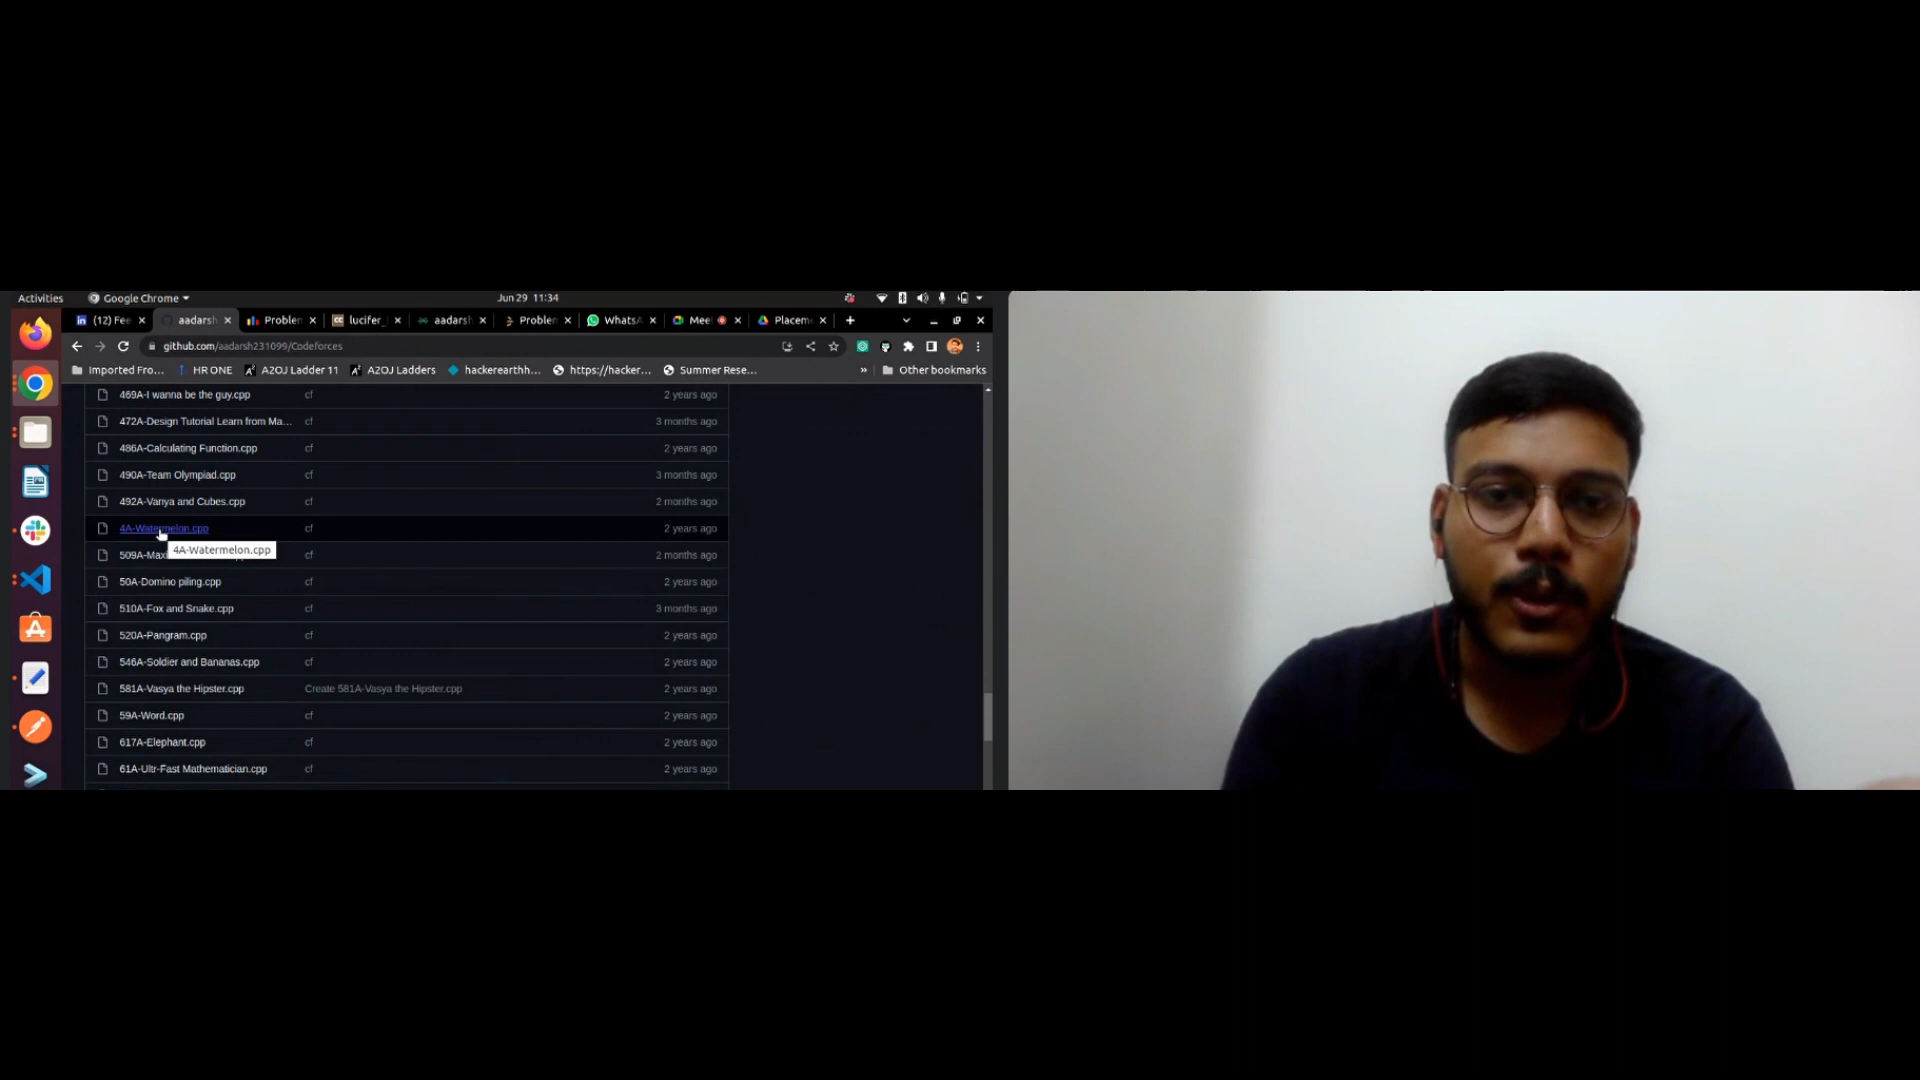 Activities Google Chrome Jun 29 11:34
(12) Fee aadarsh Problem lucifer_ aadarsh Problem WhatsA Mee Placem
github.com/aadarsh231099/Codeforces
Imported Fro... HR ONE A2OJ Ladder 11 A2OJ Ladders hackerearthh... https://hacker... Summer Rese... » Other bookmarks
469A-I wanna be the guy.cpp cf 2 years ago
472A-Design Tutorial Learn from Ma... cf 3 months ago
486A-Calculating Function.cpp cf 2 years ago
490A-Team Olympiad.cpp cf 3 months ago
492A-Vanya and Cubes.cpp cf 2 months ago
4A-Watermelon.cpp cf 2 years ago
4A-Watermelon.cpp
509A-Maxi cf 2 months ago
50A-Domino piling.cpp cf 2 years ago
510A-Fox and Snake.cpp cf 3 months ago
520A-Pangram.cpp cf 2 years ago
546A-Soldier and Bananas.cpp cf 2 years ago
581A-Vasya the Hipster.cpp Create 581A-Vasya the Hipster.cpp 2 years ago
59A-Word.cpp cf 2 years ago
617A-Elephant.cpp cf 2 years ago
61A-Ultr-Fast Mathematician.cpp cf 2 years ago